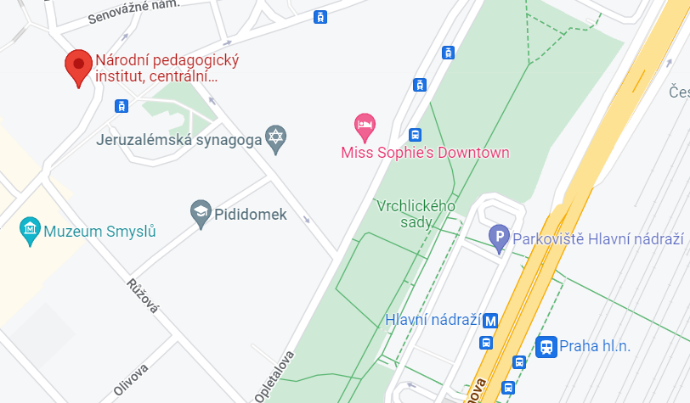 Senovážné nám.
Národní pedagogický
institut, centrální...
Jeruzalémská synagoga
Miss Sophie's Downtown
Pididomek
Vrchlického
sady
Muzeum Smyslů
P
Parkoviště Hlavní nádraží
Růžová
Hlavní nádraží M
Praha hl.n.
Opletalova
Olivova